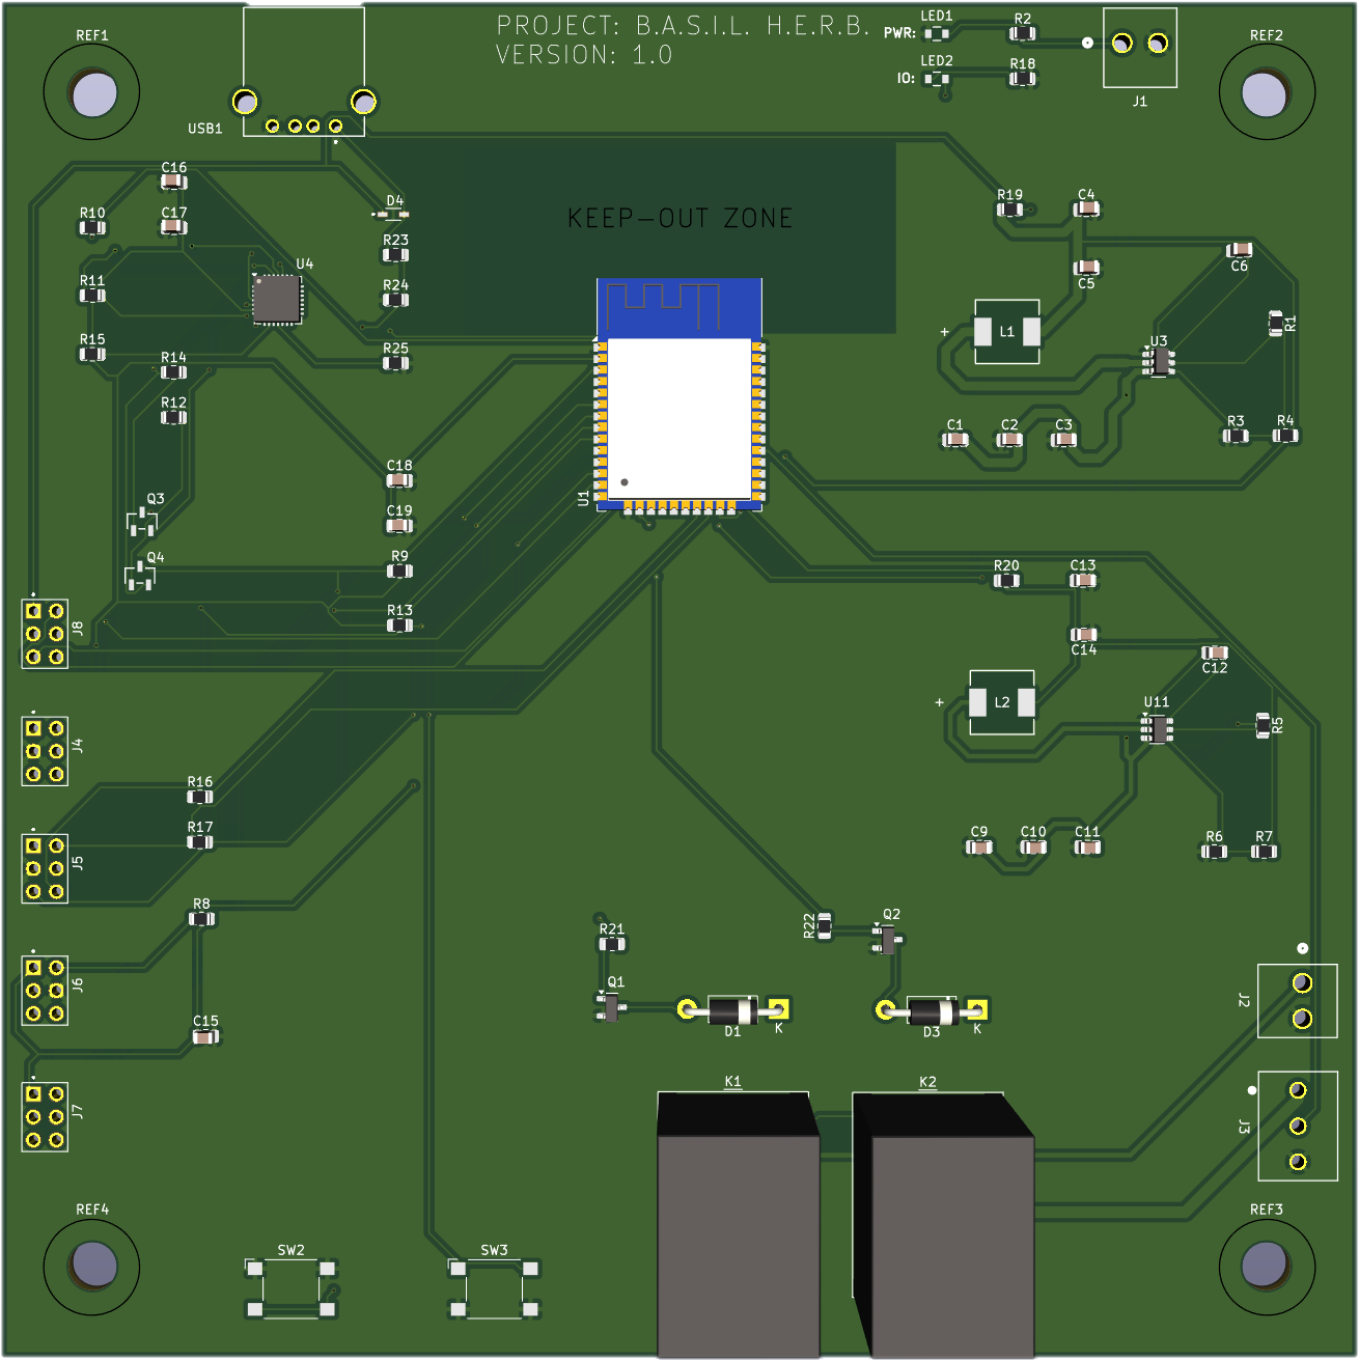 PROJECT: B.A.S.I.L. H.E.R.B.
VERSION: 1.0
LED1
R2
PWR:
LED2
IO:
R18
J1
REF1
REF2
USB1
C16
R10
C17
D4
R23
U4
R11
R24
R15
R14
R25
R12
KEEP-OUT ZONE
R19
C4
C6
C5
+
L1
R1
U3
C1
C2
C3
R3
R4
C18
U1
Q3
C19
Q4
R9
R13
J8
R20
C13
C14
C12
+
L2
U11
R5
J4
R16
R17
J5
C9
C10
C11
R6
R7
R8
R21
R22
Q2
J6
Q1
C15
D1
K
D3
K
J2
K1
K2
J7
J3
REF4
REF3
SW2
SW3